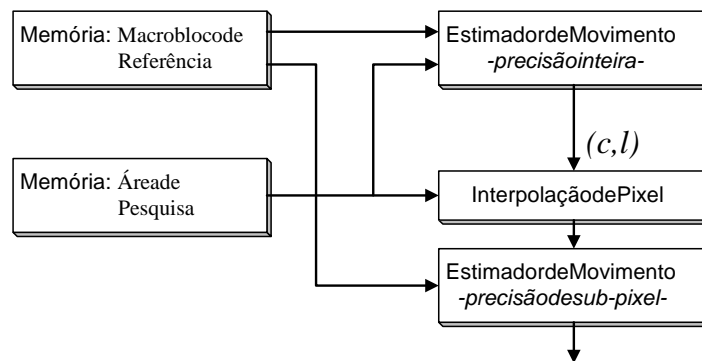 Memória: Macroblocode
Referência
EstimadordeMovimento
-precisãointeira-
(c,l)
Memória: Áreade
Pesquisa
InterpolaçãodePixel
EstimadordeMovimento
-precisãodesub-pixel-